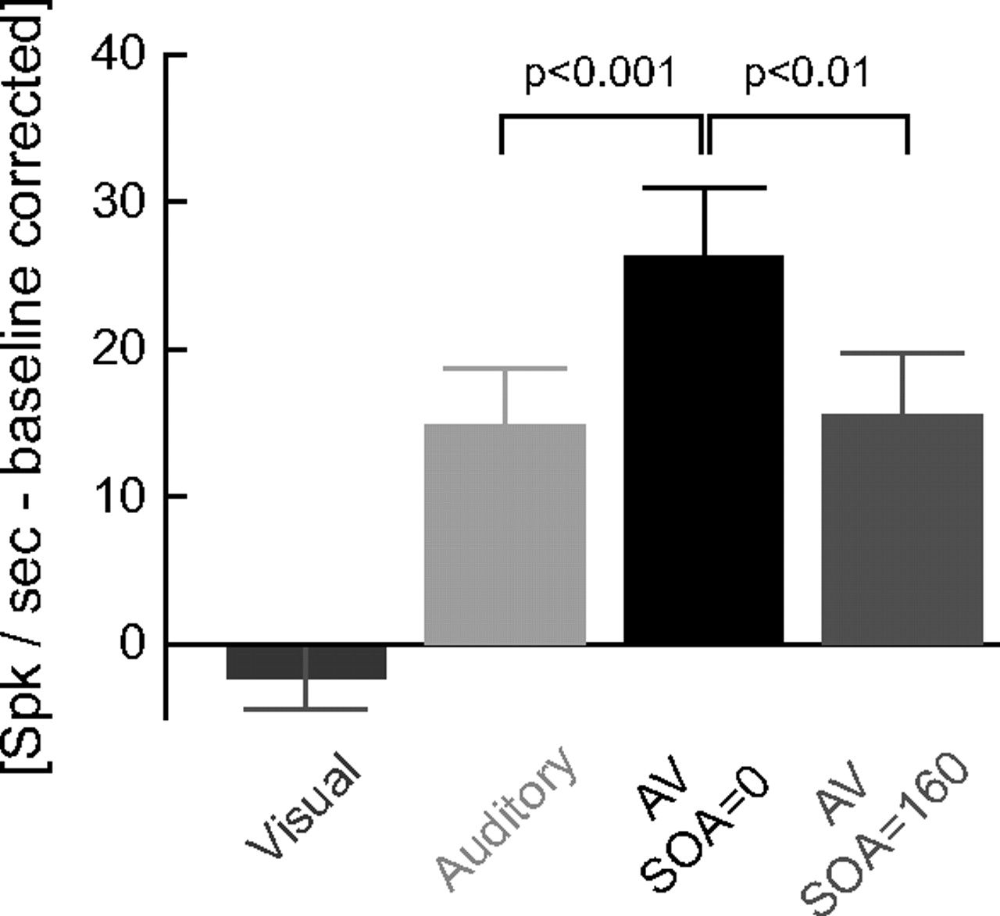 [Spk / sec - baseline corrected]
40
30
20
10
0
p<0.001
p<0.01
Visual
Auditory
AV
SOA=0
AV
SOA=160